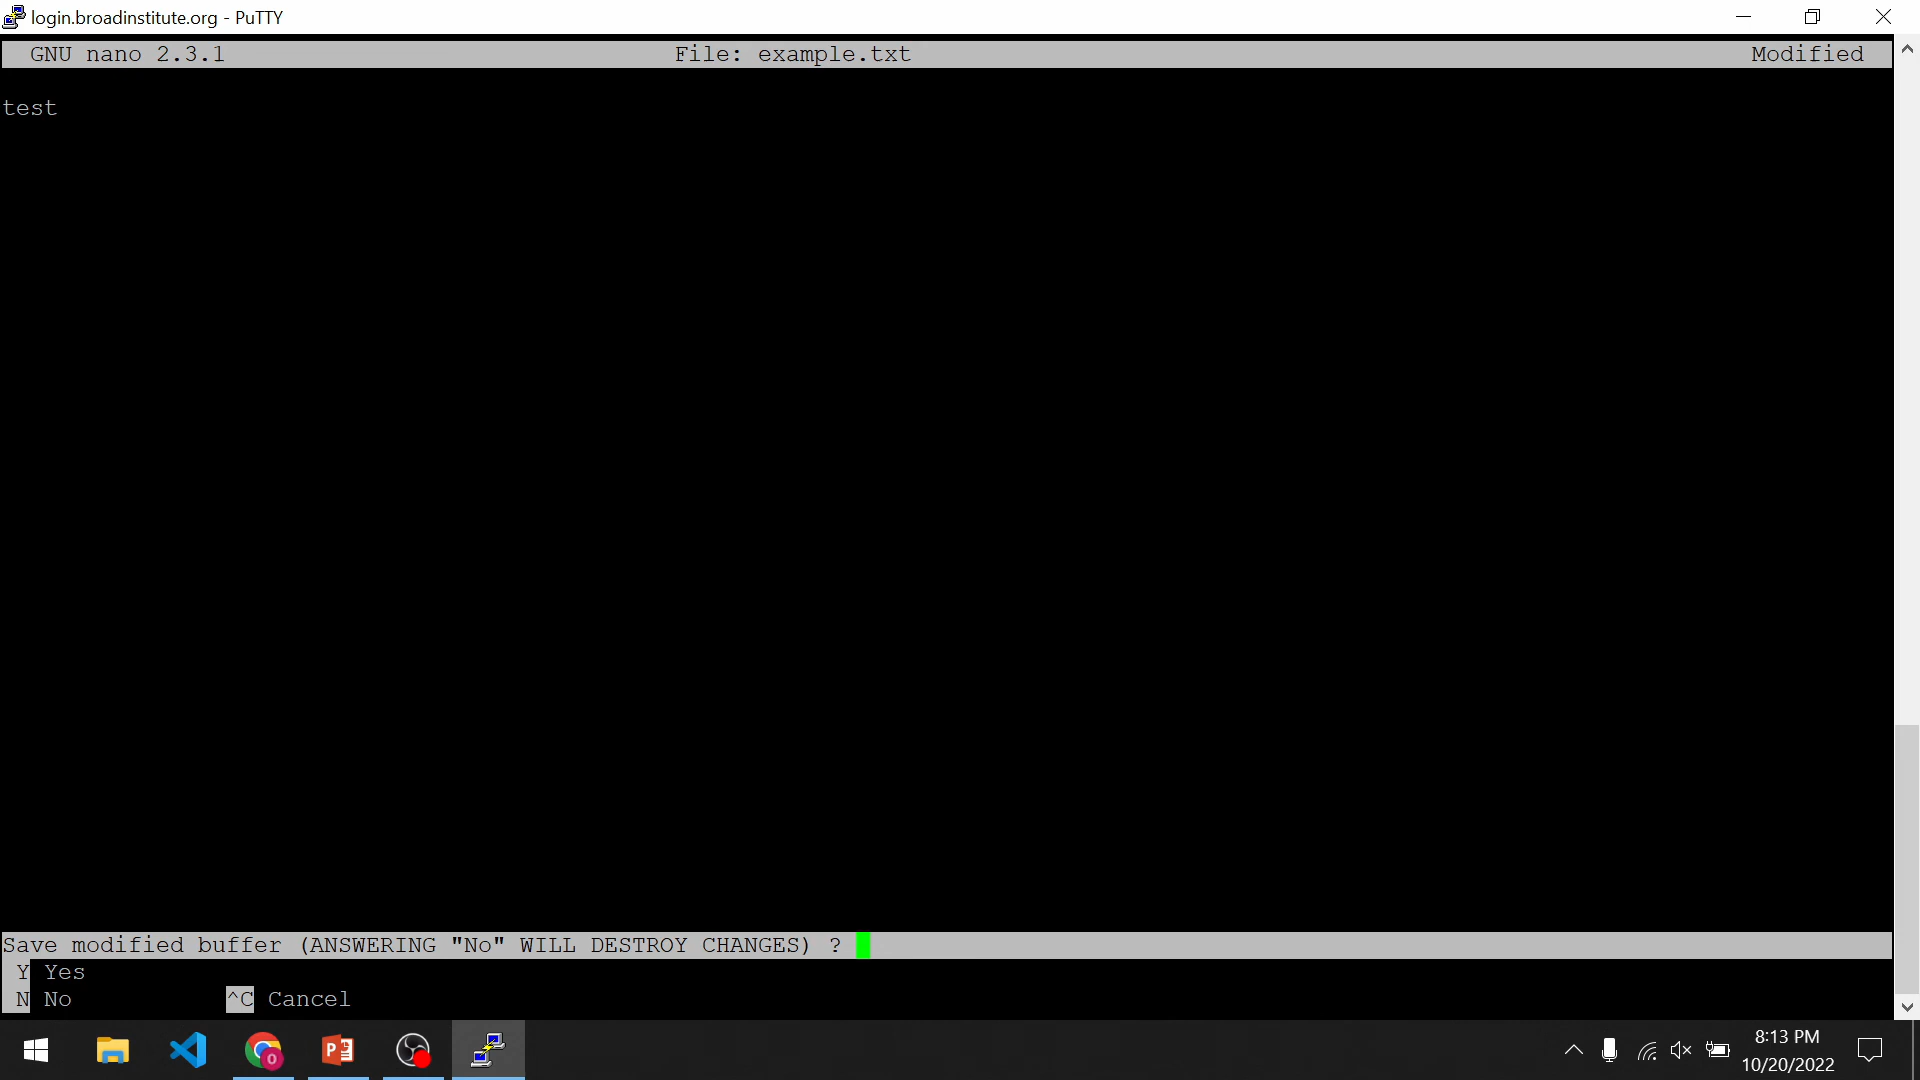 login.broadinstitute.org - PuTTY
GNU nano 2.3.1 File: example.txt Modified
test
Save modified buffer (ANSWERING "No" WILL DESTROY CHANGES) ?
Y Yes
N No ^C Cancel
8:13 PM
10/20/2022